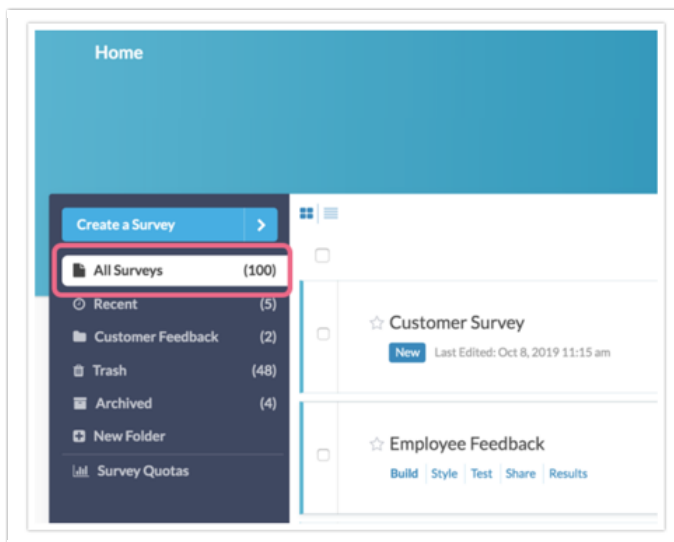 Home
Create a Survey
All Surveys (100)
Recent (5)
Customer Feedback (2)
Trash (48)
Archived (4)
New Folder
Survey Quotas
Customer Survey
New Last Edited: Oct 8, 2019 11:15 am
Employee Feedback
Build Style Test Share Results